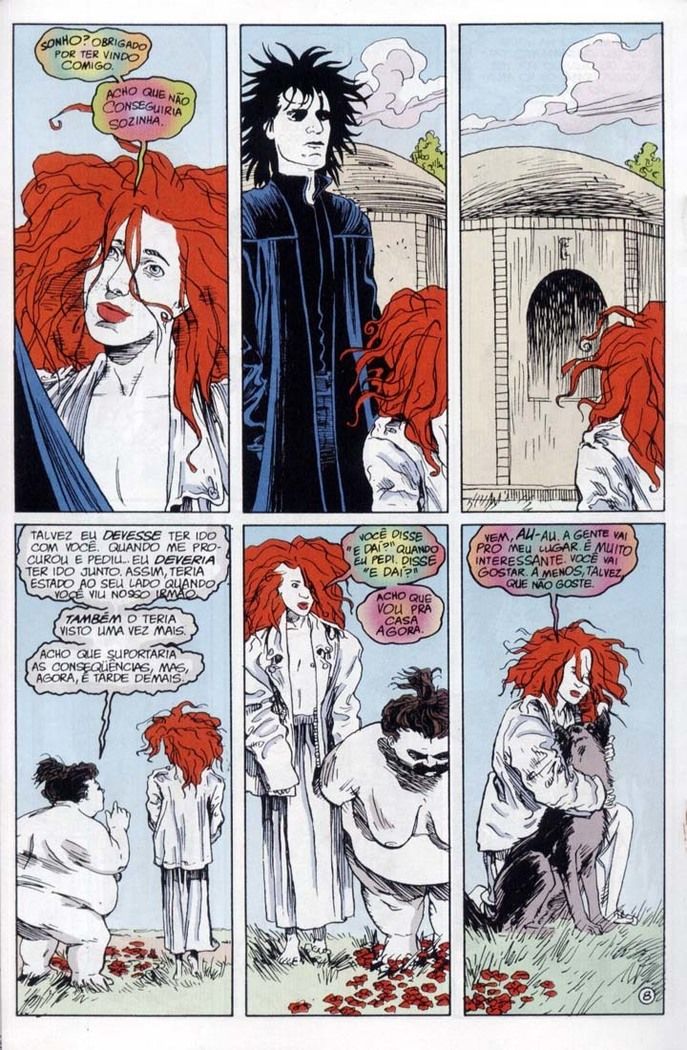 SONHO? OBRIGADO
POR TER VINDO
COMIGO.
ACHO QUE NÃO
CONSEGUIRIA
SOZINHA.
TALVEZ EU DEVESSE TER IDO
COM VOCÊ. QUANDO ME PRO-
CUROU E PEDIU... EU DEVERIA
TER IDO JUNTO. ASSIM, TERIA
ESTADO AO SEU LADO QUANDO
VOCÊ VIU NOSSO IRMÃO.
TAMBÉM O TERIA
VISTO UMA VEZ MAIS.
ACHO QUE SUPORTARIA
AS CONSEQÜÊNCIAS, MAS,
AGORA, É TARDE DEMAIS.
VOCÊ DISSE
"E DAÍ?" QUANDO
EU PEDI. DISSE
"E DAÍ?"
ACHO QUE
VOU PRA
CASA
AGORA.
VEM, AU-AU. A GENTE VAI
PRO MEU LUGAR. É MUITO
INTERESSANTE. VOCÊ VAI
GOSTAR. A MENOS, TALVEZ,
QUE NÃO GOSTE.
8